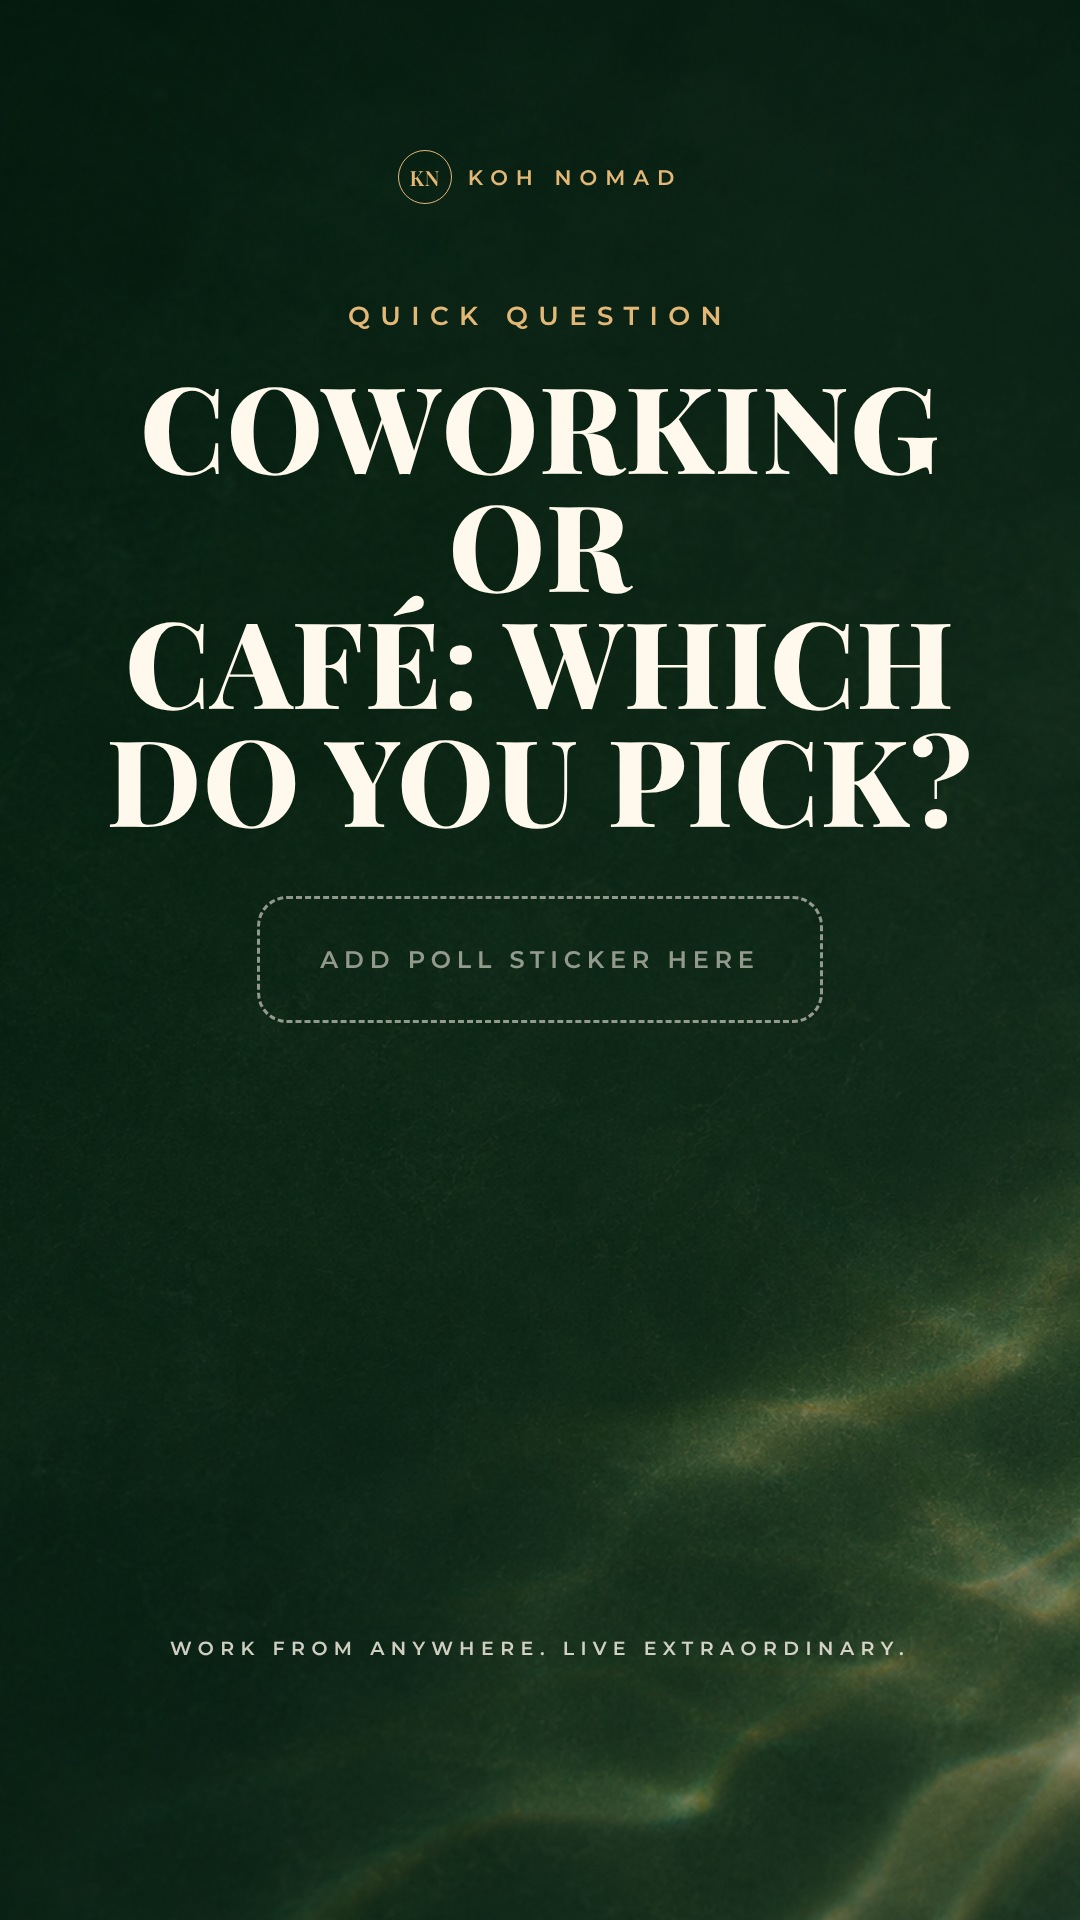 KN KOH NOMAD
QUICK QUESTION
COWORKING
OR
CAFÉ: WHICH
DO YOU PICK?
ADD POLL STICKER HERE
WORK FROM ANYWHERE. LIVE EXTRAORDINARY.